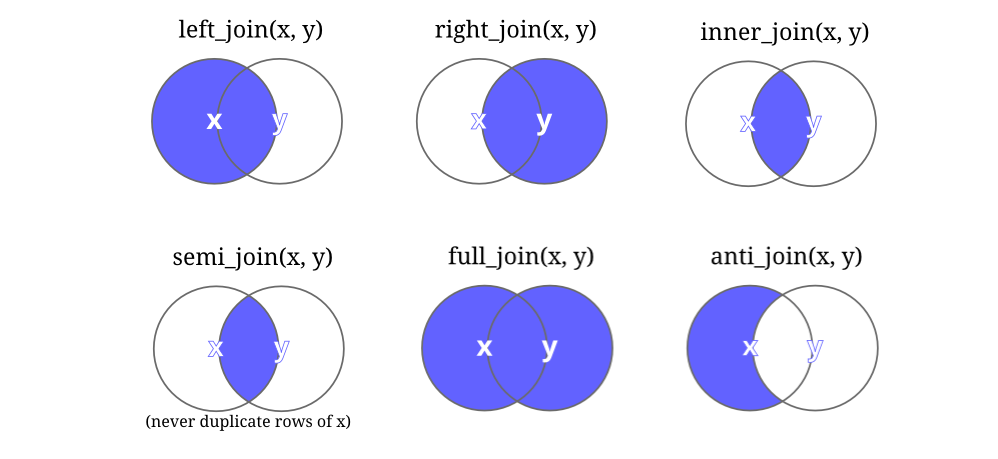 left_join(x, y)
right_join(x, y)
inner_join(x, y)
x y
x y
x y
semi_join(x, y)
full_join(x, y)
anti_join(x, y)
x y
x y
x y
(never duplicate rows of x)